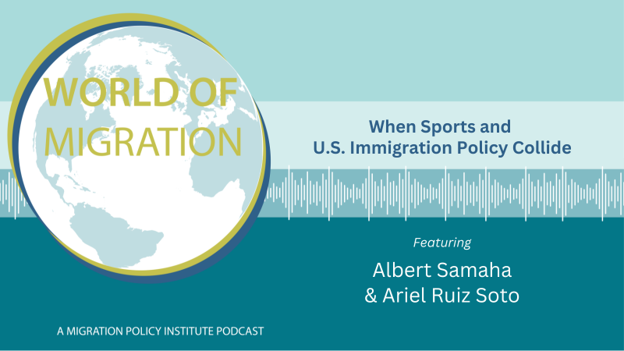 WORLD OF
MIGRATION
When Sports and
U.S. Immigration Policy Collide
Featuring
Albert Samaha
& Ariel Ruiz Soto
A MIGRATION POLICY INSTITUTE PODCAST